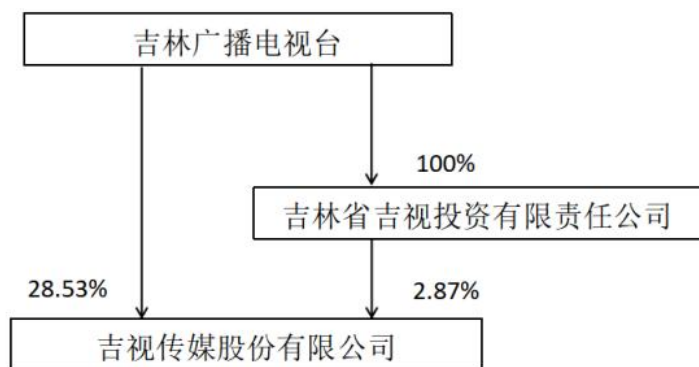 吉林广播电视台
100%
吉林省吉视投资有限责任公司
28.53%
2.87%
吉视传媒股份有限公司